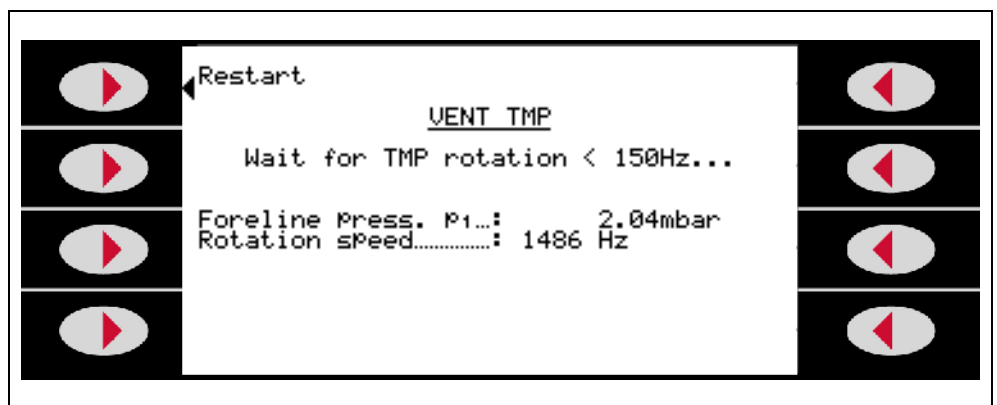 Restart
VENT TMP
Wait for TMP rotation < 150Hz...
Foreline press. p₁…: 2.04mbar
Rotation speed…………: 1486 Hz